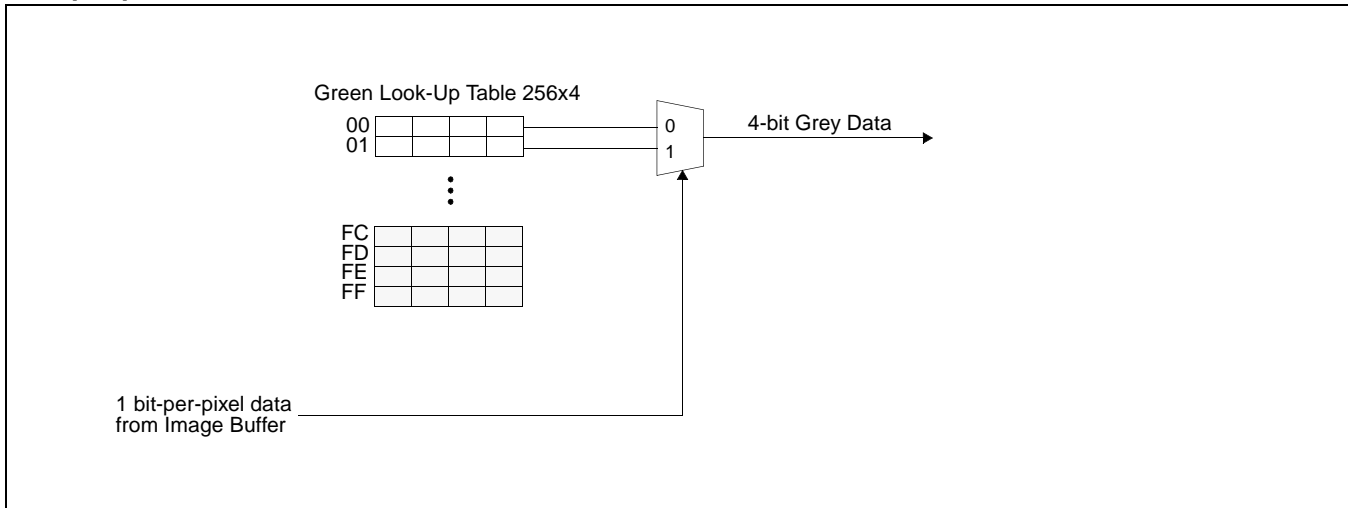 Green Look-Up Table 256x4
00
01
0
1
4-bit Grey Data
FC
FD
FE
FF
1 bit-per-pixel data
from Image Buffer